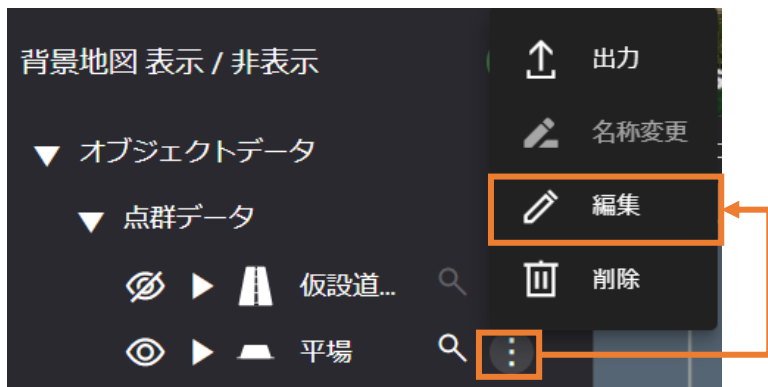 背景地図 表示 / 非表示
オブジェクトデータ
点群データ
仮設道...
平場
出力
名称変更
編集
削除